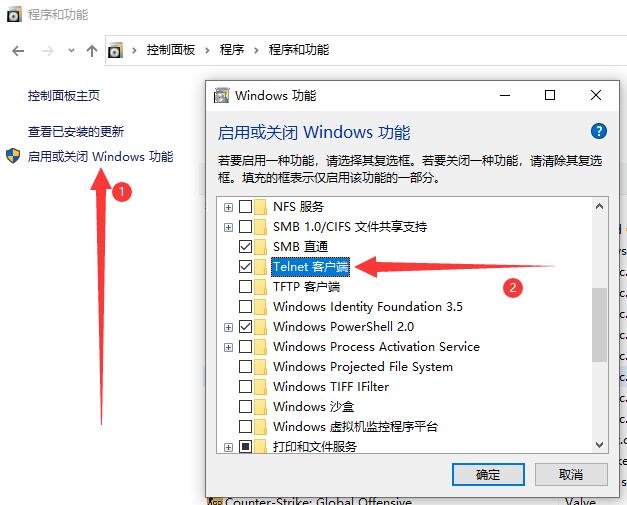 程序和功能
控制面板 > 程序 > 程序和功能
控制面板主页
查看已安装的更新
启用或关闭 Windows 功能
1
Windows 功能
启用或关闭 Windows 功能
?
若要启用一种功能，请选择其复选框。若要关闭一种功能，请清除其复选
框。填充的框表示仅启用该功能的一部分。
NFS 服务
SMB 1.0/CIFS 文件共享支持
SMB 直通
Telnet 客户端
2
TFTP 客户端
Windows Identity Foundation 3.5
Windows PowerShell 2.0
Windows Process Activation Service
Windows Projected File System
Windows TIFF IFilter
Windows 沙盒
Windows 虚拟机监控程序平台
打印和文件服务
确定
取消
Counter-Strike: Global Offensive
Valve